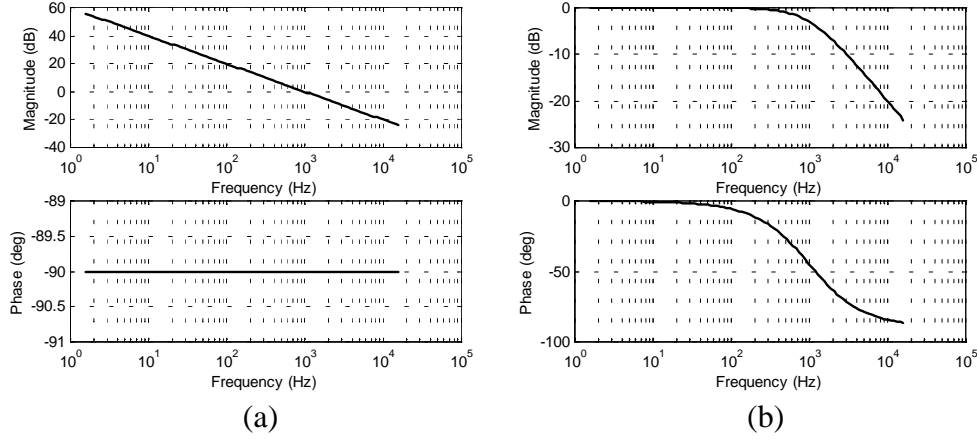 60
40
20
0
-20
-40
Magnitude (dB)
10^0 10^1 10^2 10^3 10^4 10^5
Frequency (Hz)
0
-10
-20
-30
Magnitude (dB)
10^0 10^1 10^2 10^3 10^4 10^5
Frequency (Hz)
-89
-89.5
-90
-90.5
-91
Phase (deg)
10^0 10^1 10^2 10^3 10^4 10^5
Frequency (Hz)
0
-50
-100
Phase (deg)
10^0 10^1 10^2 10^3 10^4 10^5
Frequency (Hz)
(a)
(b)